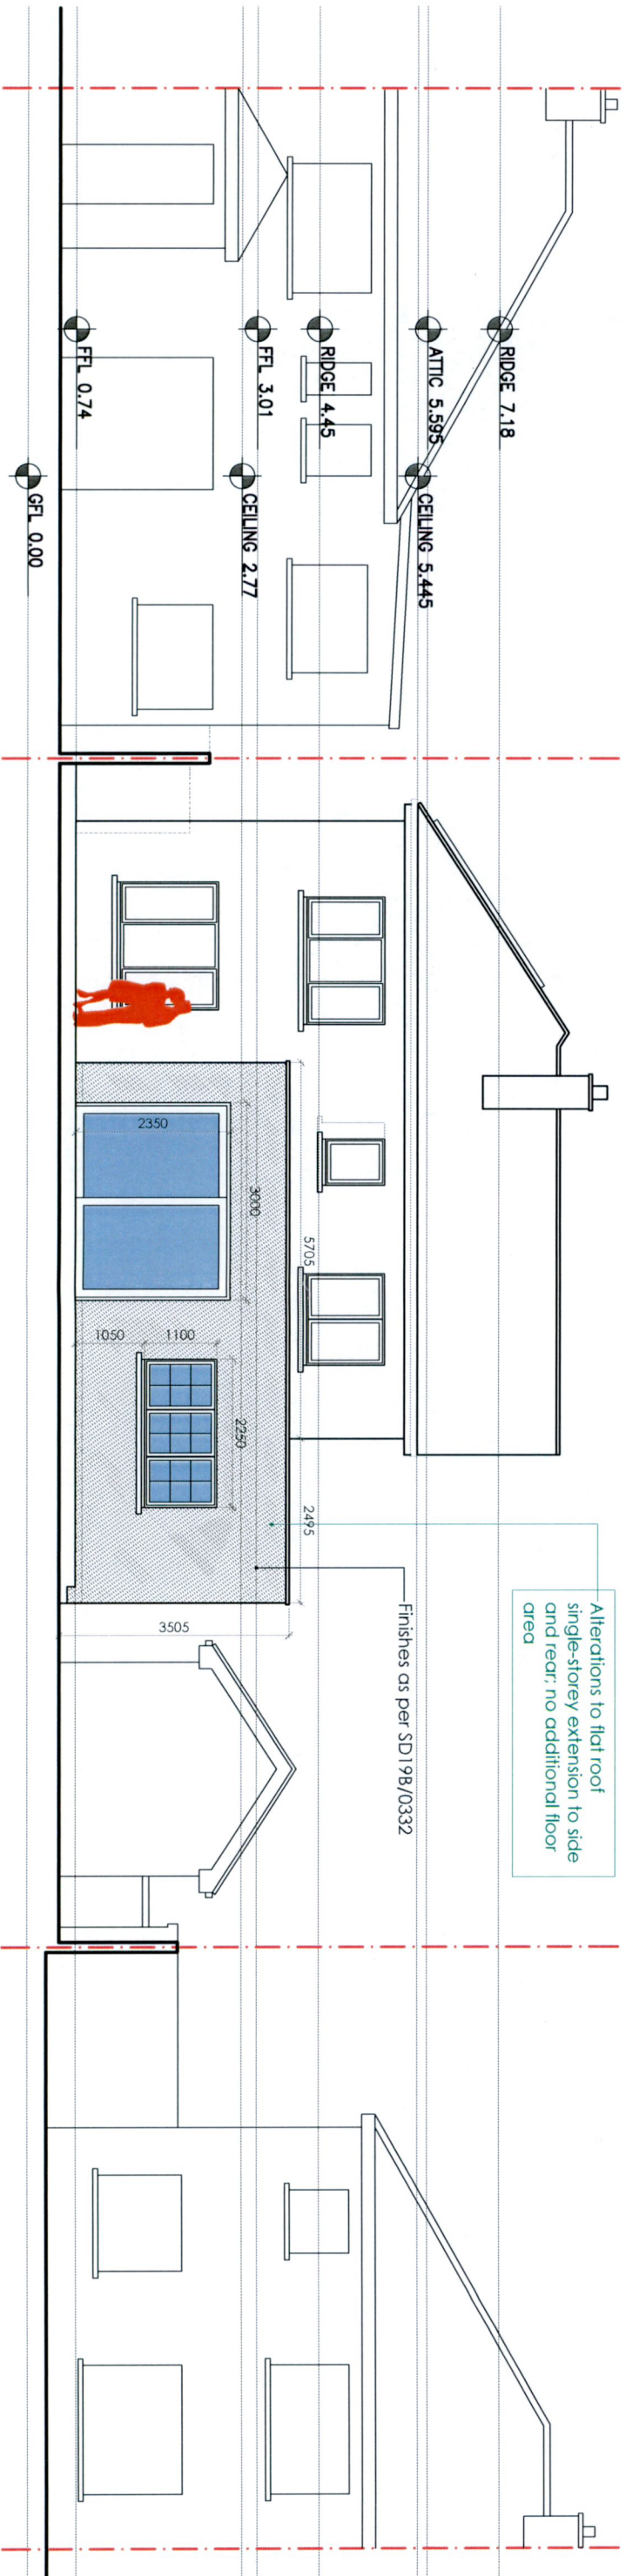 RIDGE 7.18
ATTIC 5.595
CEILING 5.445
RIDGE 4.45
FFL 3.01
CEILING 2.77
FFL 0.74
GFL 0.00
Alterations to flat roof
single-storey extension to side
and rear; no additional floor
area
Finishes as per SD19B/0332
5705
2495
3000
2350
2250
1100
1050
3505